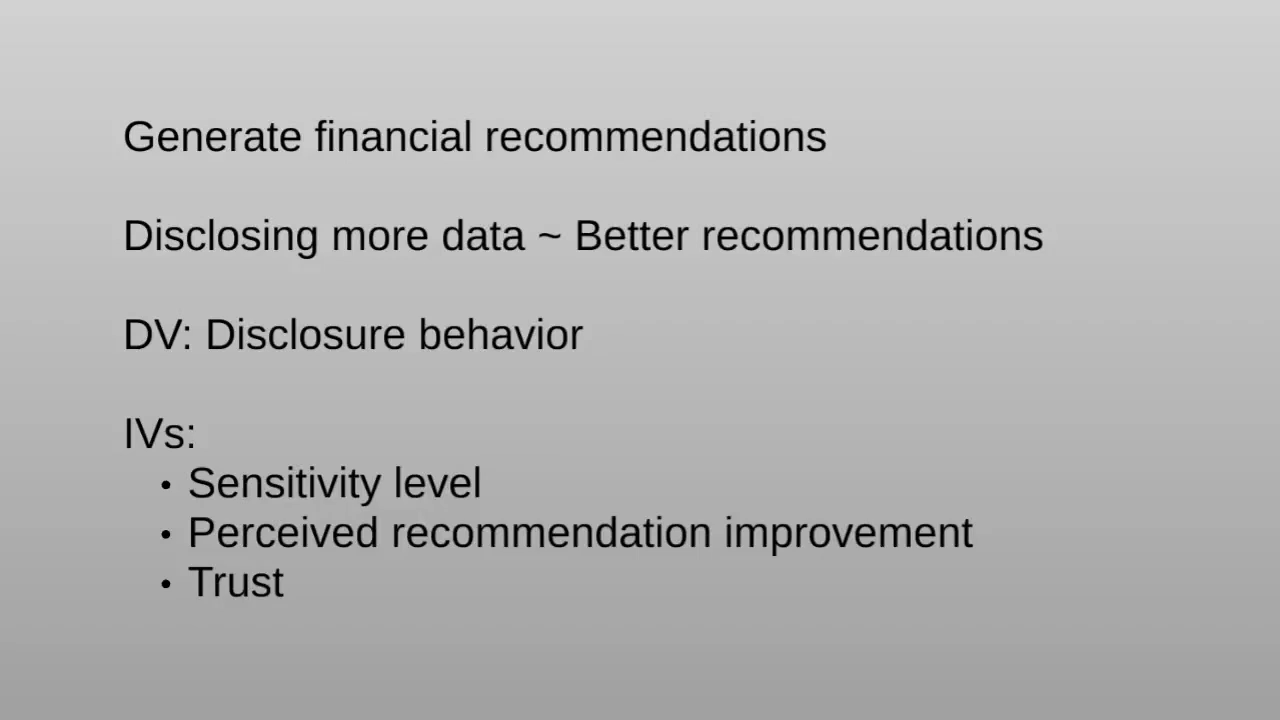 Generate financial recommendations
Disclosing more data ~ Better recommendations
DV: Disclosure behavior
IVs:
• Sensitivity level
• Perceived recommendation improvement
• Trust